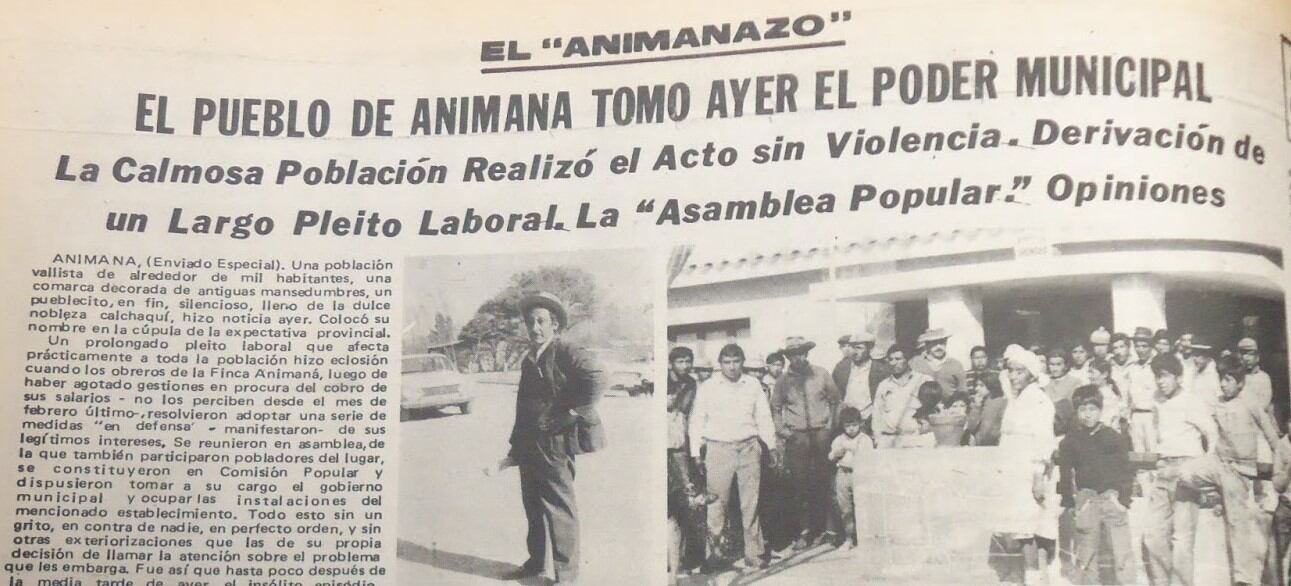 EL "ANIMANAZO"
EL PUEBLO DE ANIMANA TOMO AYER EL PODER MUNICIPAL
La Calmosa Población Realizó el Acto sin Violencia. Derivación de
un Largo Pleito Laboral. La "Asamblea Popular." Opiniones
ANIMANA, (Enviado Especial). Una población
vallista de alrededor de mil habitantes, una
comarca decorada de antiguas mansedumbres, un
pueblecito, en fin, silencioso, lleno de la dulce
nobleza calchaquí, hizo noticia ayer. Colocó su
nombre en la cúpula de la expectativa provincial.
Un prolongado pleito laboral que afecta
prácticamente a toda la población hizo eclosión
cuando los obreros de la Finca Animaná, luego de
haber agotado gestiones en procura del cobro de
sus salarios - no los perciben desde el mes de
febrero último-, resolvieron adoptar una serie de
medidas "en defensa' - manifestaron- de sus
legítimos intereses. Se reunieron en asamblea, de
la que también participaron pobladores del lugar,
se constituyeron en Comisión Popular y
dispusieron tomar a su cargo el gobierno
municipal y ocupar las instalaciones del
mencionado establecimiento. Todo esto sin un
grito, en contra de nadie, en perfecto orden, y sin
otras exteriorizaciones que las de su propia
decisión de llamar la atención sobre el problema
que les embarga. Fue así que hasta poco después de
la media tarde de ayer, el insólito episodio